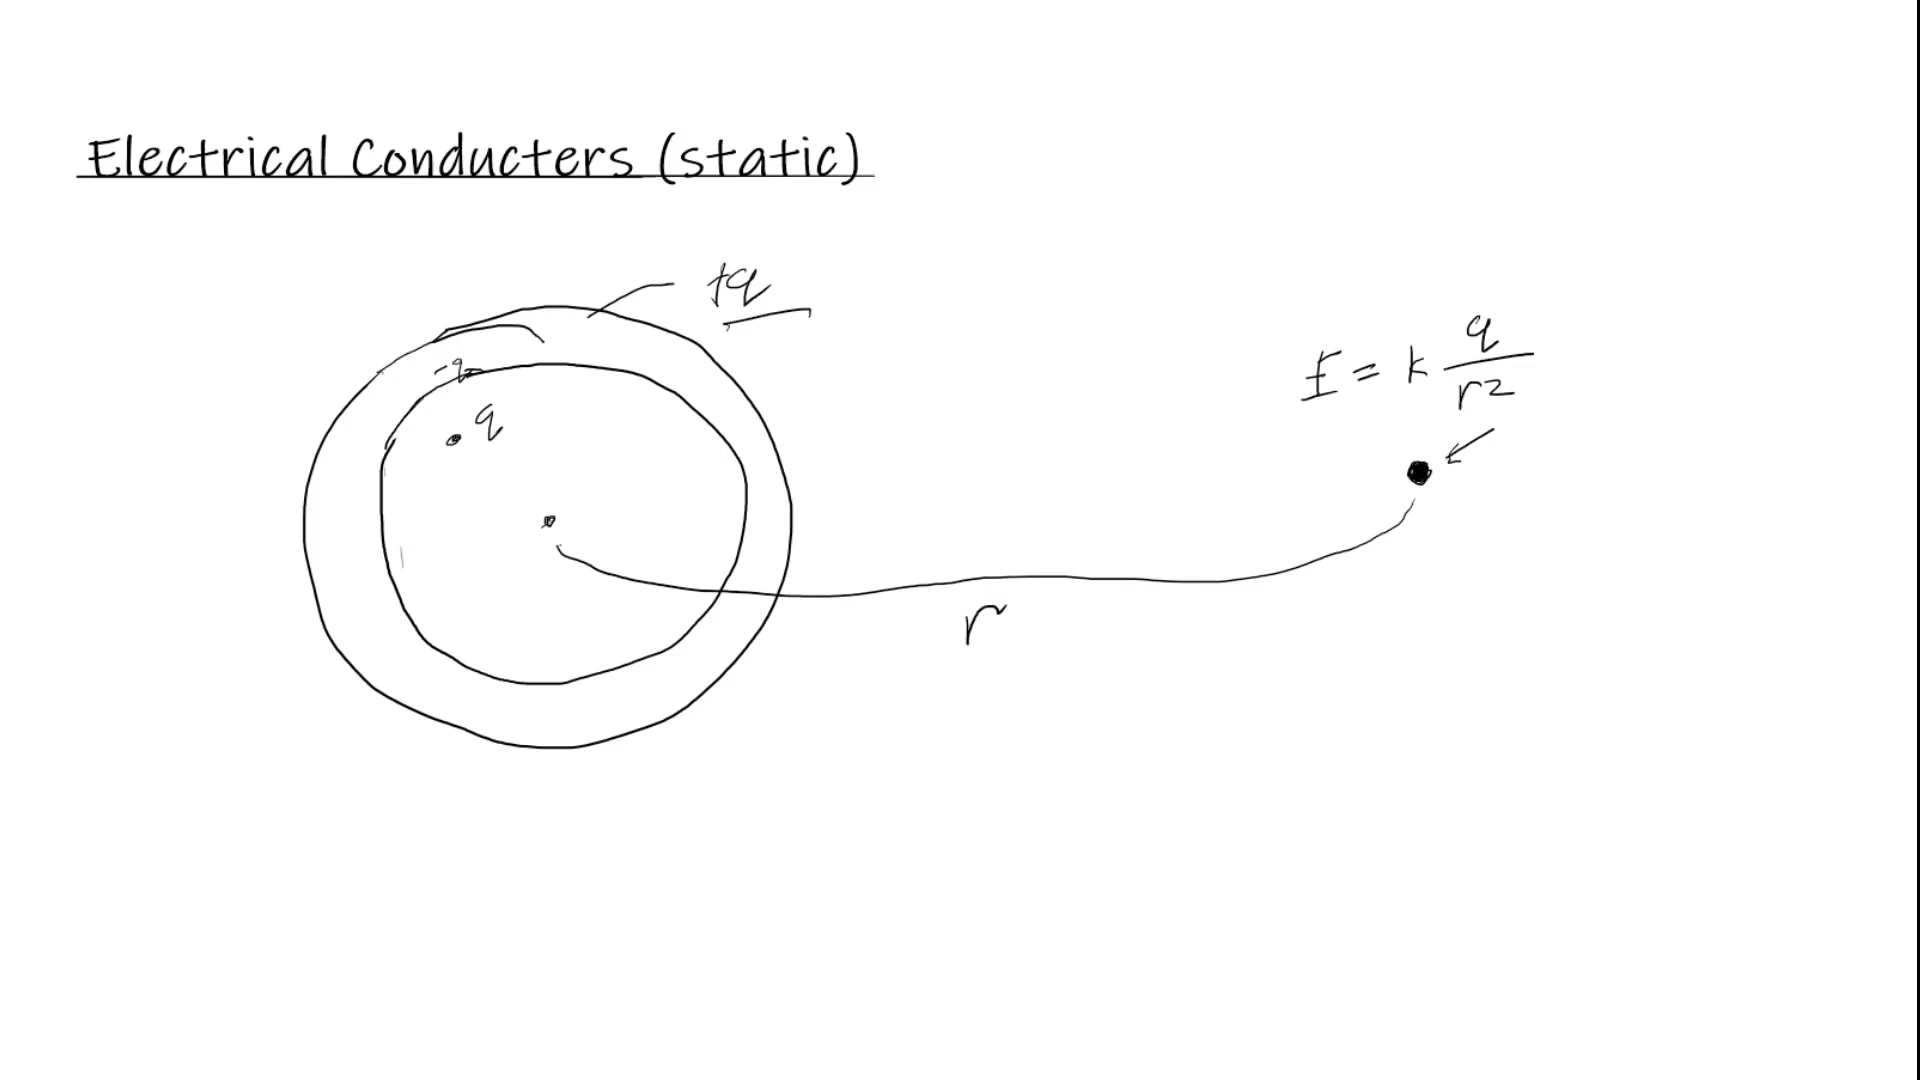 Electrical Conducters (static)
+q
-q
q
E = k q/r²
r